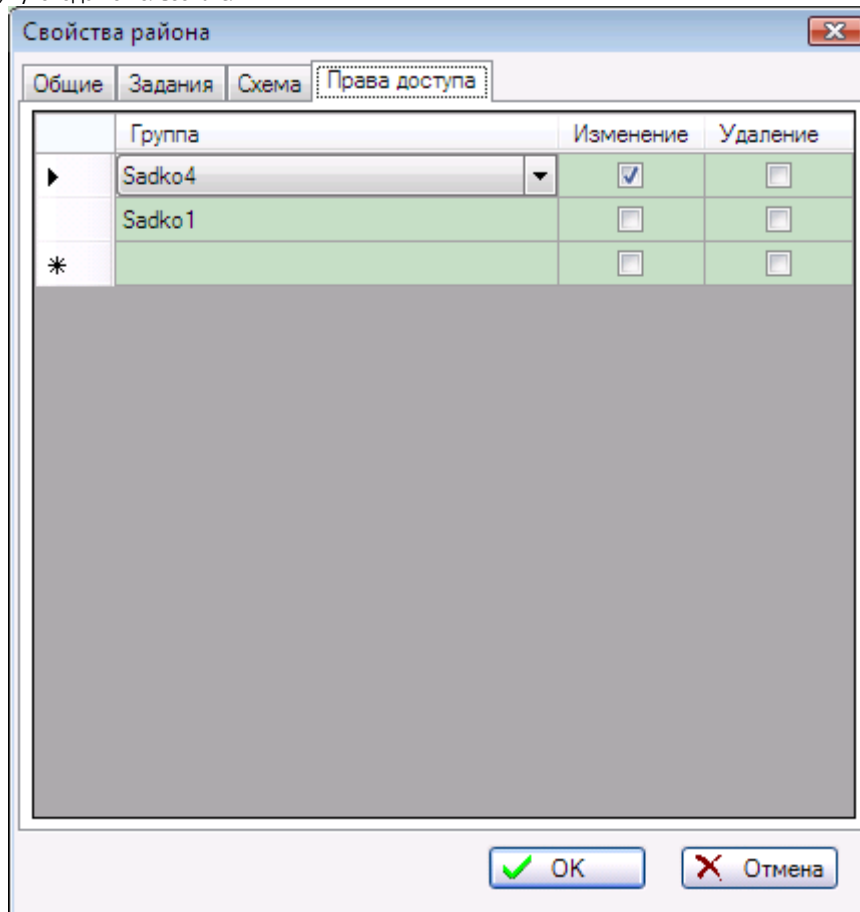 Свойства района
Общие Задания Схема Права доступа
Группа Изменение Удаление
Sadko4
Sadko1
OK Отмена